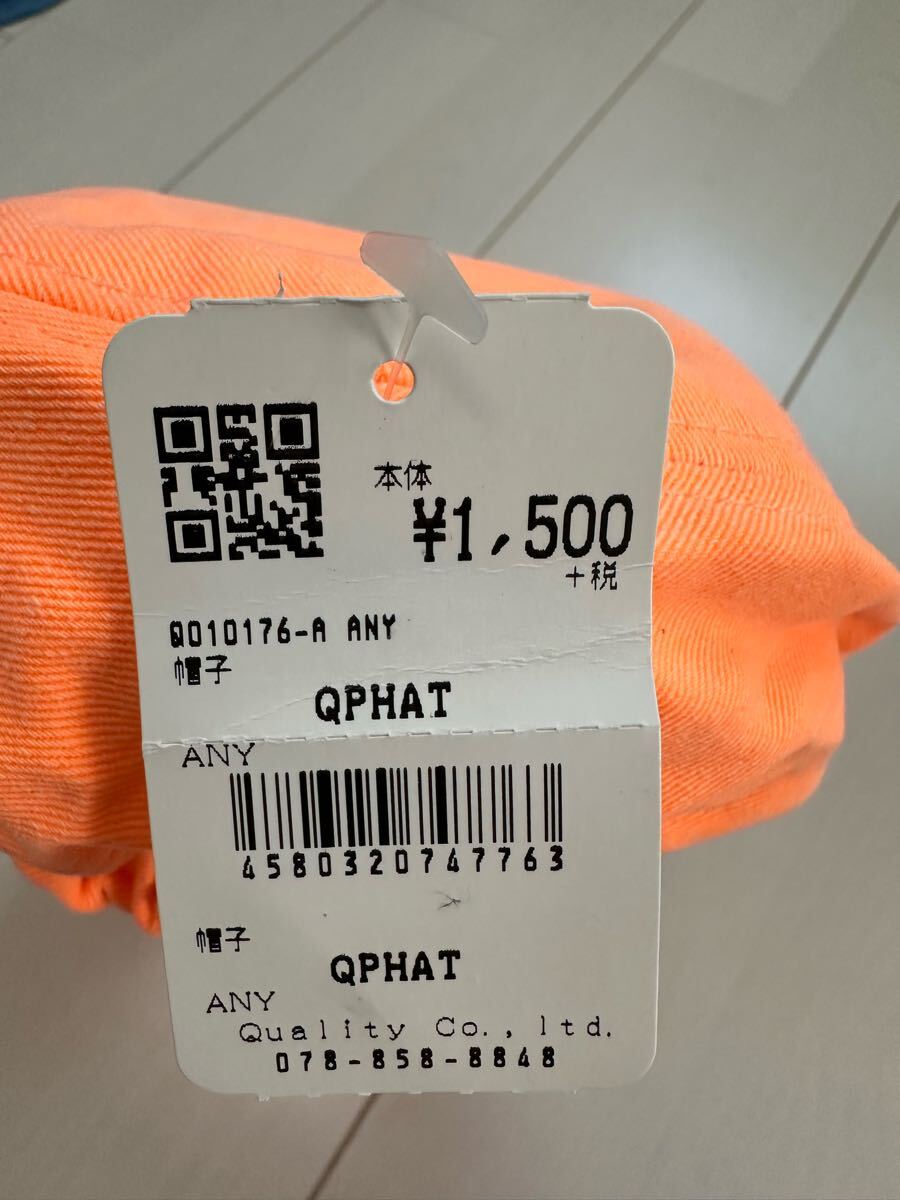 本体
¥1,500
+税
Q010176-A ANY
帽子
QPHAT
ANY
4580320747763
帽子
QPHAT
ANY
Quality Co.,ltd.
078-858-8848